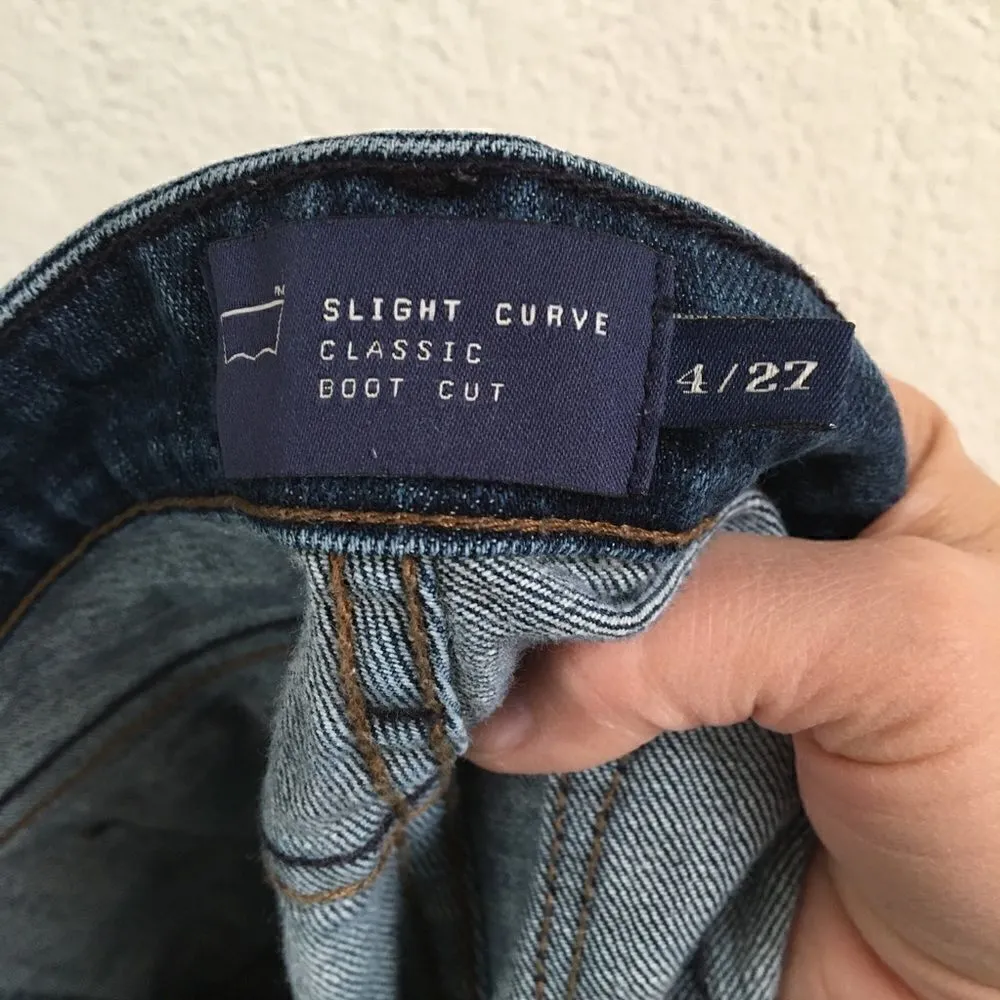 SLIGHT CURVE
CLASSIC
BOOT CUT
4/27